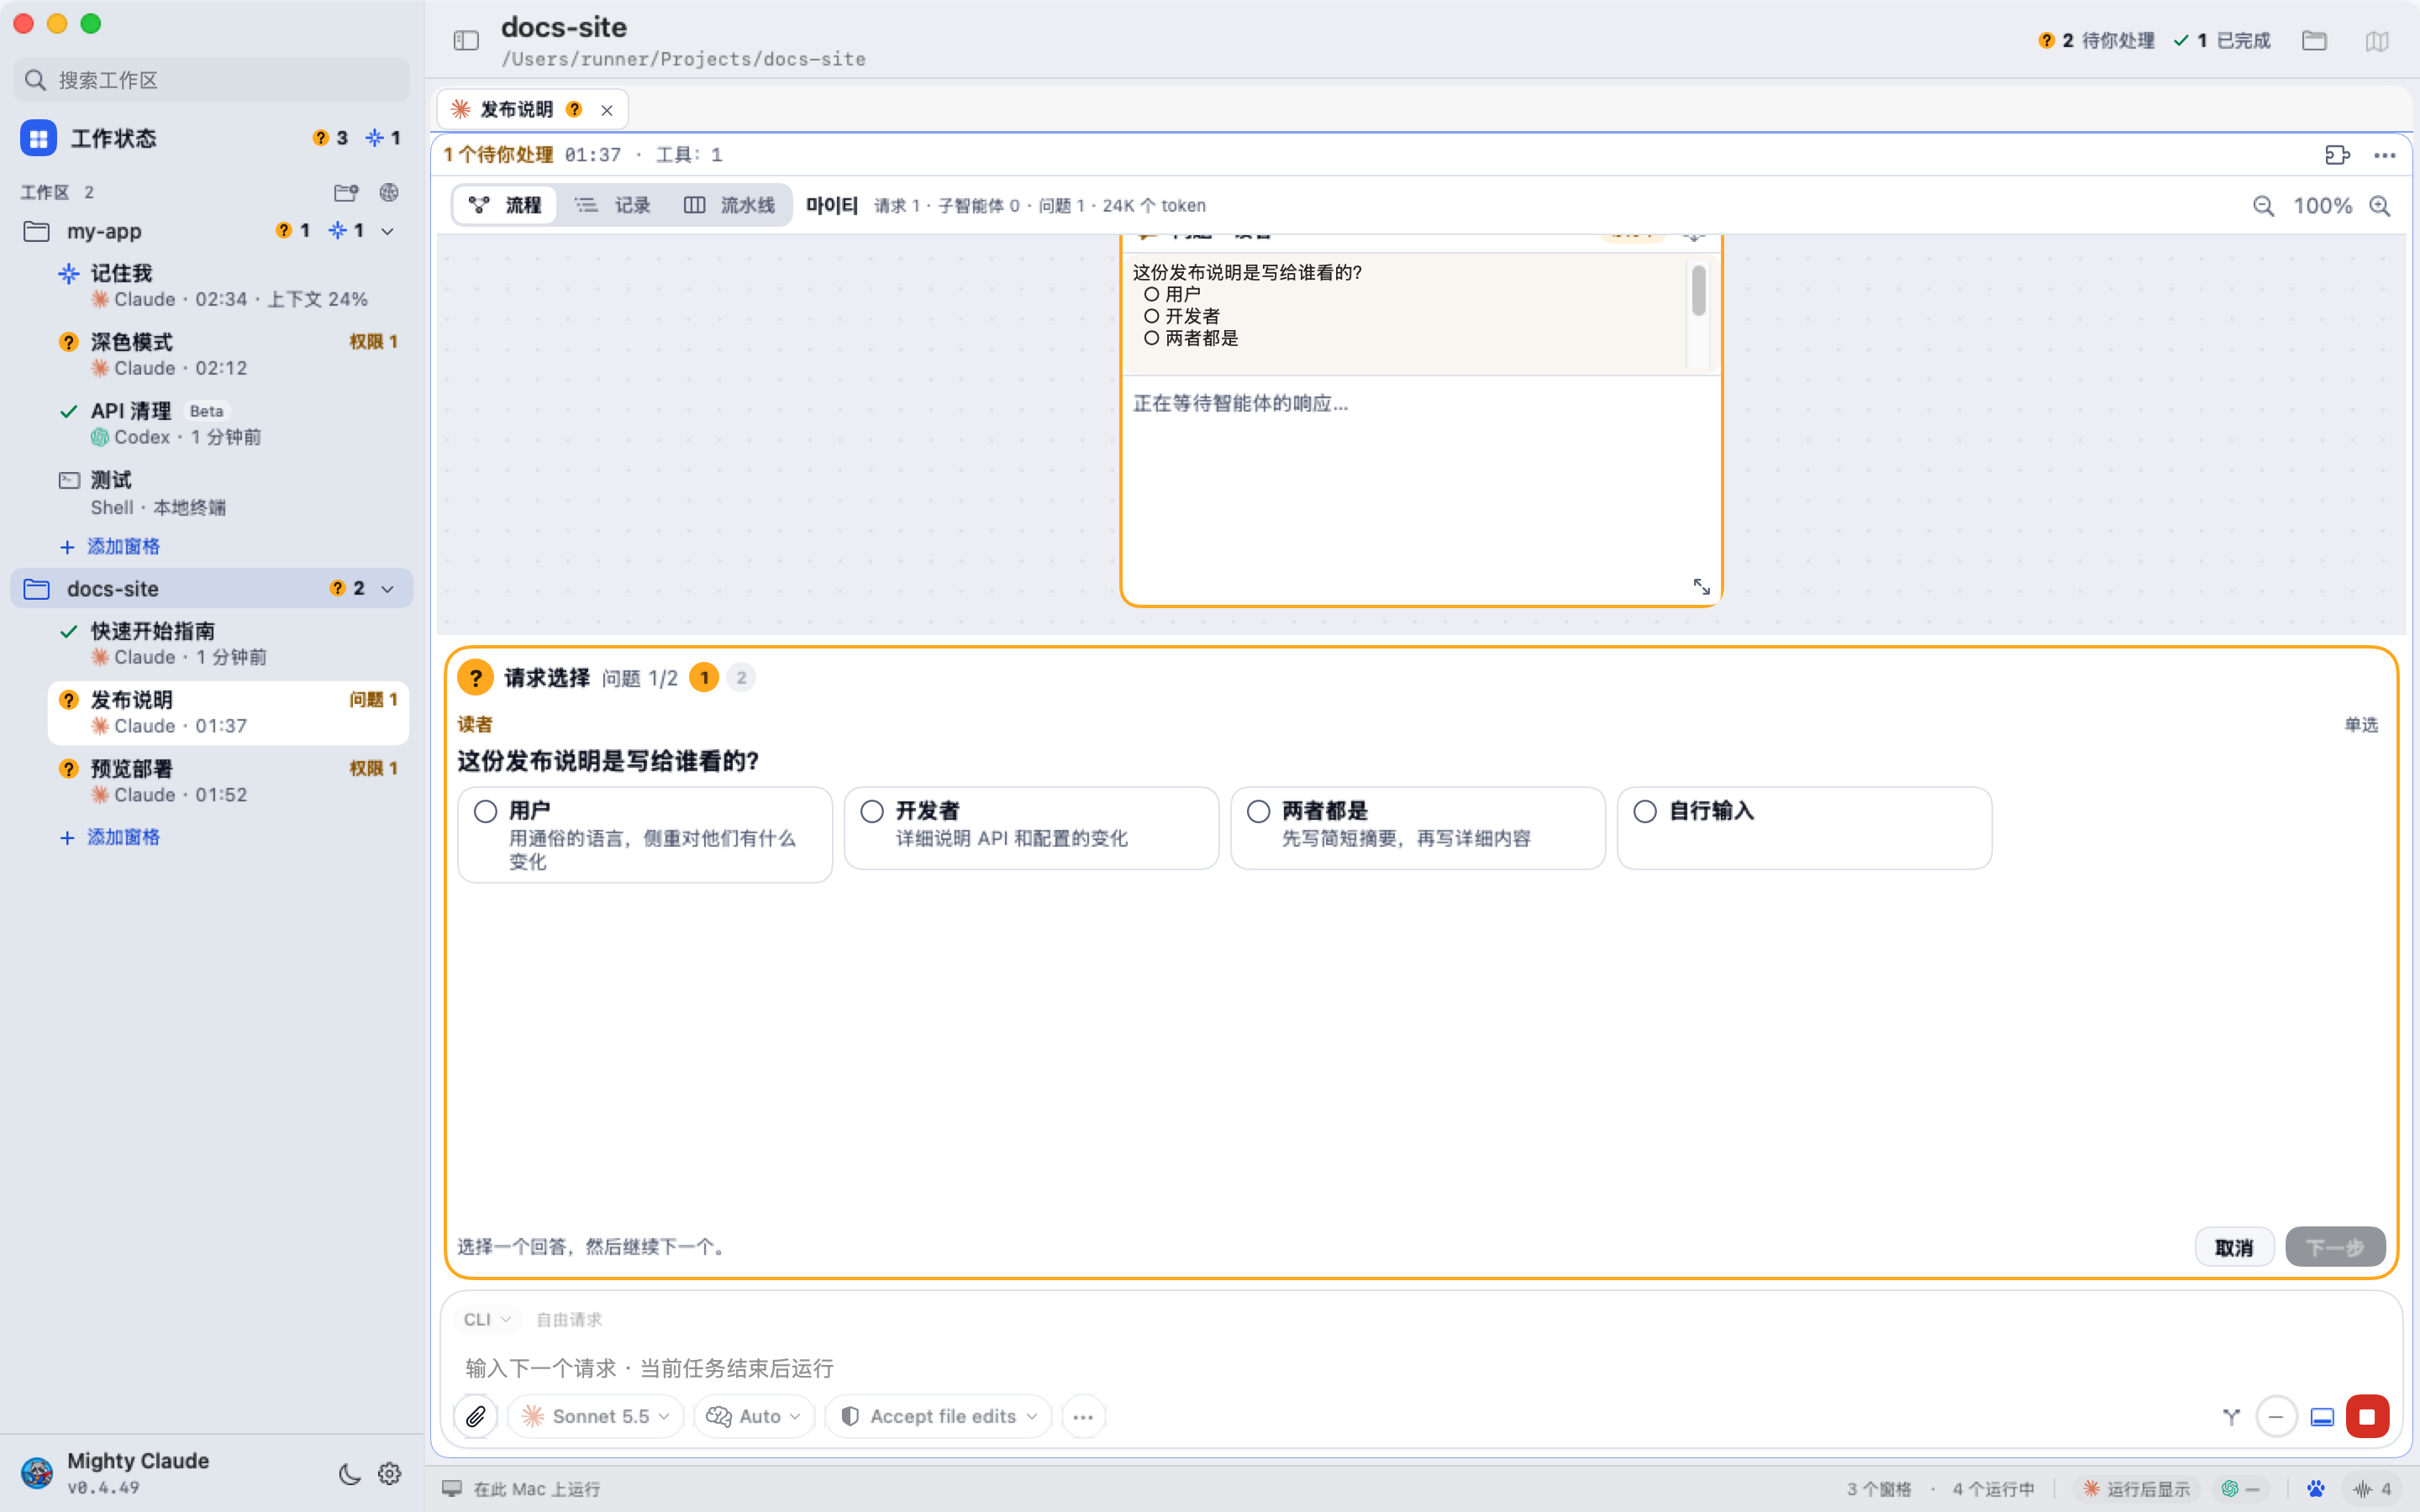 搜索工作区
工作状态
3
1
工作区 2
my-app
1
1
记住我
Claude · 02:34 · 上下文 24%
深色模式
权限 1
Claude · 02:12
API 清理 Beta
Codex · 1 分钟前
测试
Shell · 本地终端
+ 添加窗格
docs-site
2
快速开始指南
Claude · 1 分钟前
发布说明
问题 1
Claude · 01:37
预览部署
权限 1
Claude · 01:52
+ 添加窗格
Mighty Claude
v0.4.49
docs-site
/Users/runner/Projects/docs-site
2 待你处理
1 已完成
发布说明
1 个待你处理 01:37 · 工具: 1
流程
记录
流水线
마이티
请求 1 · 子智能体 0 · 问题 1 · 24K 个 token
100%
这份发布说明是写给谁看的?
用户
开发者
两者都是
正在等待智能体的响应...
请求选择 问题 1/2 1 2
读者
单选
这份发布说明是写给谁看的?
用户
用通俗的语言，侧重对他们有什么
变化
开发者
详细说明 API 和配置的变化
两者都是
先写简短摘要，再写详细内容
自行输入
选择一个回答，然后继续下一个。
取消
下一步
CLI
自由请求
输入下一个请求 · 当前任务结束后运行
Sonnet 5.5
Auto
Accept file edits
在此 Mac 上运行
3 个窗格 · 4 个运行中
运行后显示
4